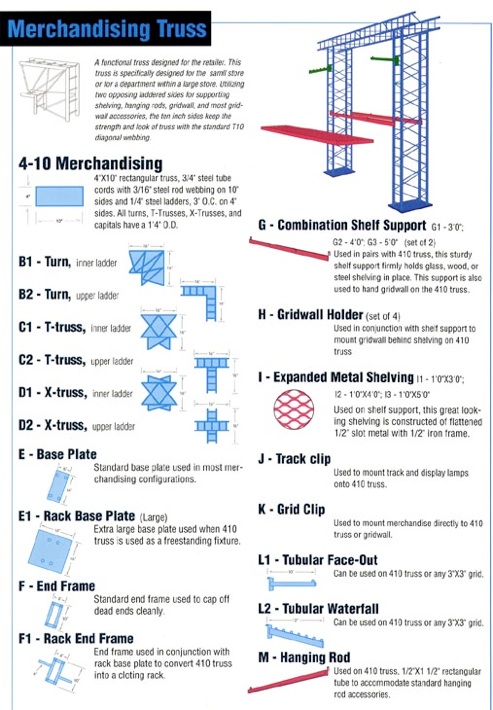 Merchandising Truss
A functional truss designed for the retailer. This
truss is specifically designed for the samll store
or for a department within a large store. Utilizing
two opposing laddered sides for supporting
shelving, hanging rods, gridwall, and most grid-
wall accessories, the ten inch sides keep the
strength and look of truss with the standard T10
diagonal webbing.
4-10 Merchandising
4'X10" rectangular truss, 3/4" steel tube
cords with 3/16" steel rod webbing on 10"
sides and 1/4" steel ladders, 3' O.C. on 4"
sides. All turns, T-Trusses, X-Trusses, and
capitals have a 1'4" O.D.
4"
10"
B1 - Turn, inner ladder
B2 - Turn, upper ladder
C1 - T-truss, inner ladder
C2 - T-truss, upper ladder
D1 - X-truss, inner ladder
D2 - X-truss, upper ladder
E - Base Plate
Standard base plate used in most mer-
chandising configurations.
E1 - Rack Base Plate (Large)
Extra large base plate used when 410
truss is used as a freestanding fixture.
F - End Frame
Standard end frame used to cap off
dead ends cleanly.
F1 - Rack End Frame
End frame used in conjunction with
rack base plate to convert 410 truss
into a cloting rack.
G - Combination Shelf Support G1 - 3'0";
G2 - 4'0"; G3 - 5'0" (set of 2)
Used in pairs with 410 truss, this sturdy
shelf support firmly holds glass, wood, or
steel shelving in place. This support is also
used to hand gridwall on the 410 truss.
H - Gridwall Holder (set of 4)
Used in conjunction with shelf support to
mount gridwall behind shelving on 410
truss
I - Expanded Metal Shelving I1 - 1'0"X3'0";
I2 - 1'0"X4'0"; I3 - 1'0"X5'0"
Used on shelf support, this great look-
ing shelving is constructed of flattened
1/2" slot metal with 1/2" iron frame.
J - Track clip
Used to mount track and display lamps
onto 410 truss.
K - Grid Clip
Used to mount merchandise directly to 410
truss or gridwall.
L1 - Tubular Face-Out
Can be used on 410 truss or any 3"X3" grid.
L2 - Tubular Waterfall
Can be used on 410 truss or any 3"X3" grid.
M - Hanging Rod
Used on 410 truss, 1/2"X1 1/2" rectangular
tube to accommodate standard hanging
rod accessories.